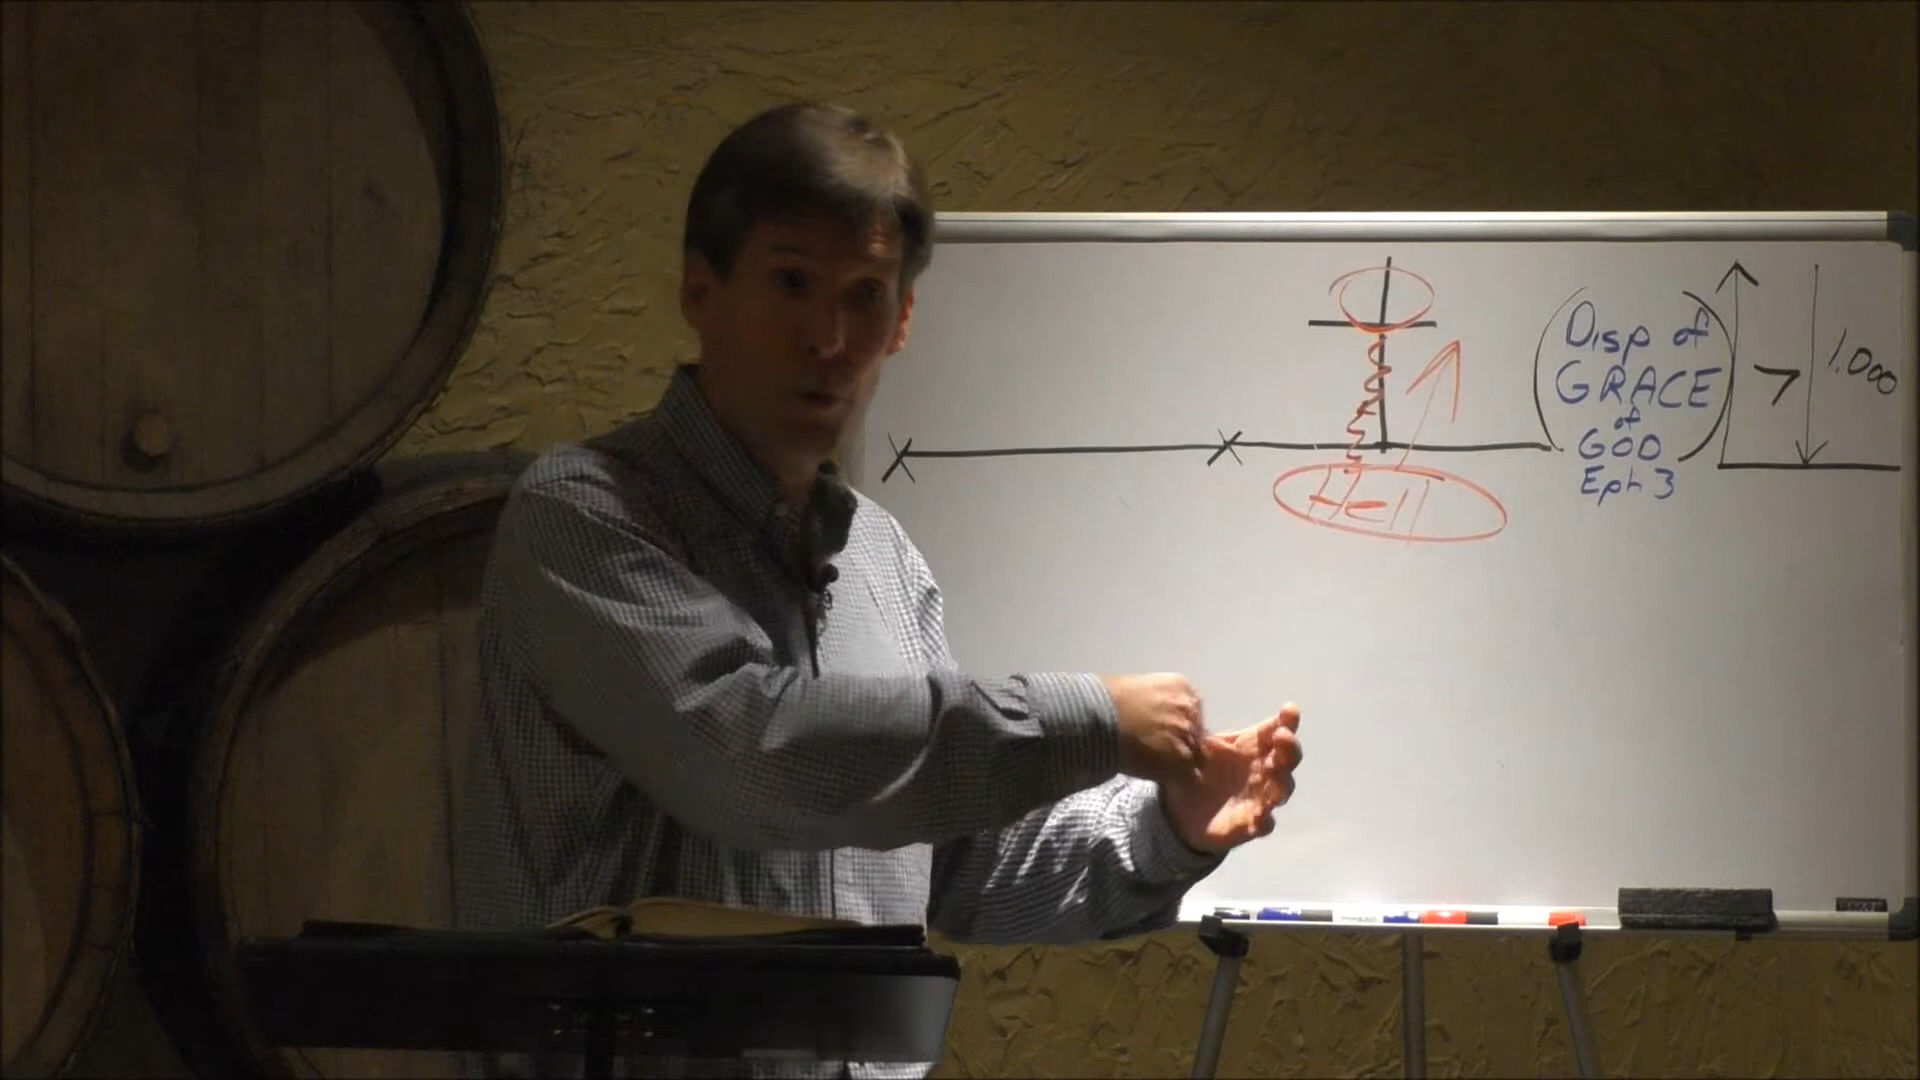 Disp of
GRACE
of
GOD
Eph 3
7
1,000
Hell